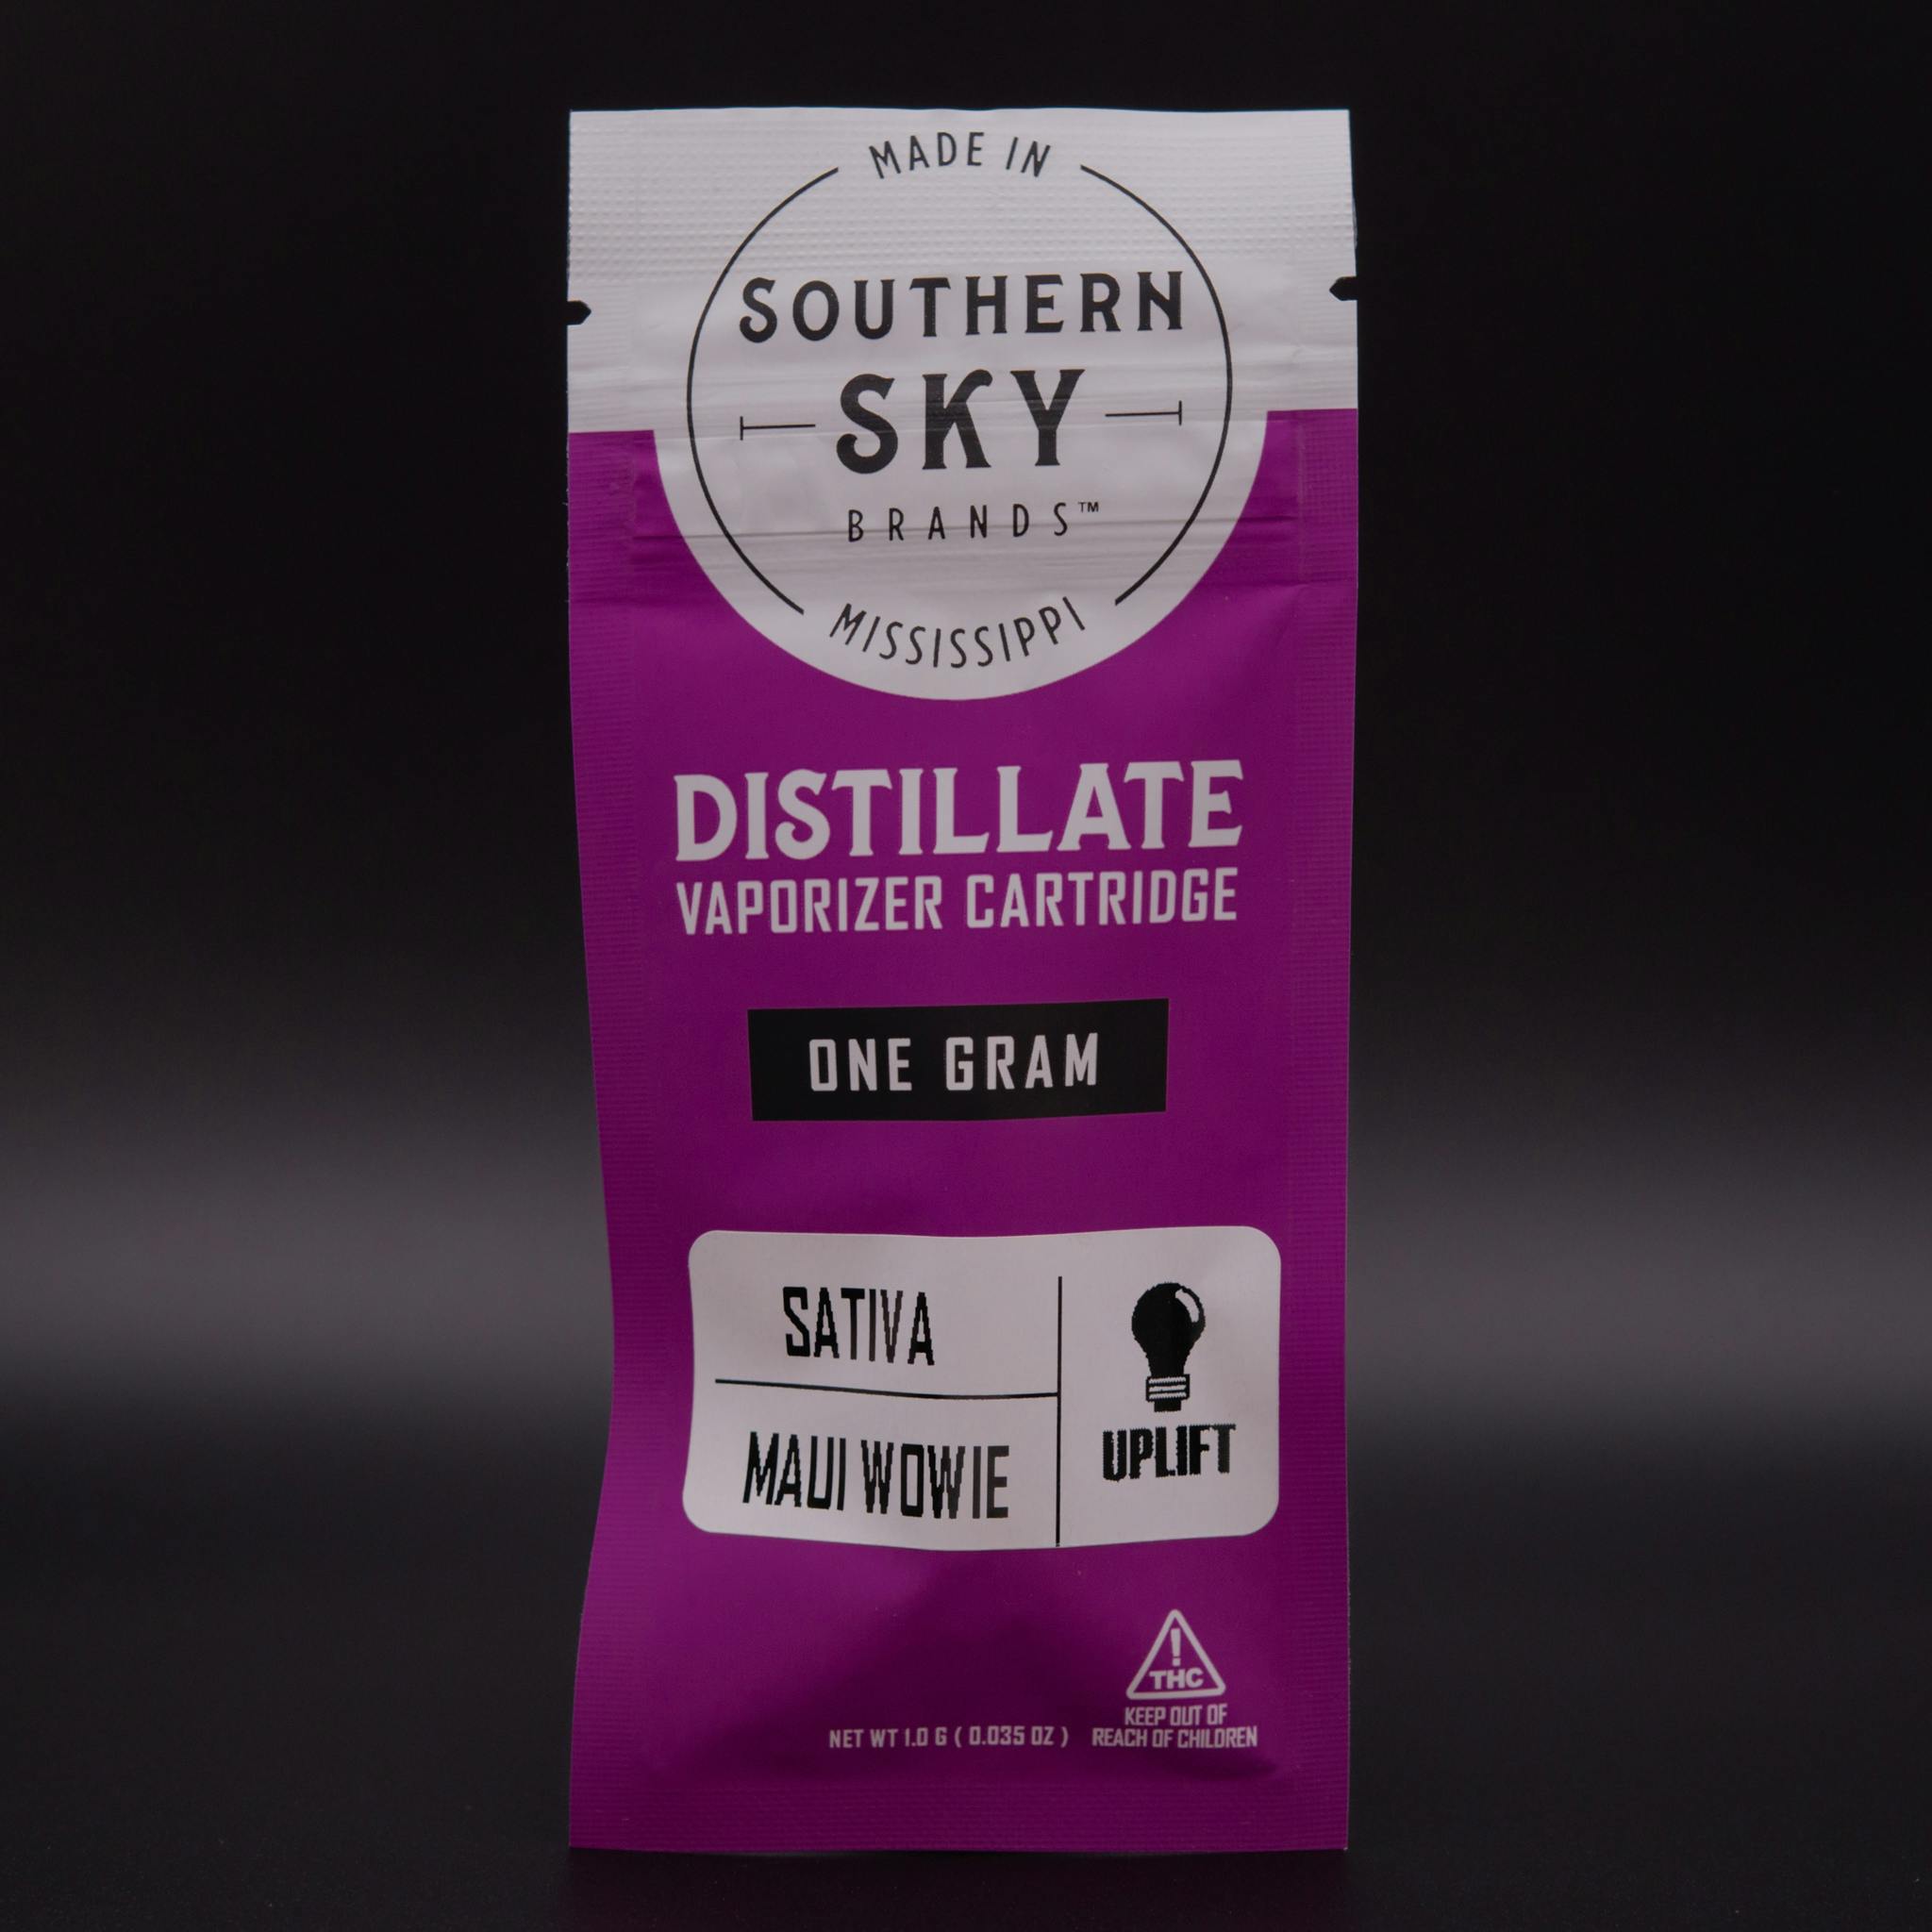 MADE IN
SOUTHERN
SKY
BRANDS™
MISSISSIPPI
DISTILLATE
VAPORIZER CARTRIDGE
ONE GRAM
SATIVA
MAUI WOWIE
UPLIFT
!
THC
KEEP OUT OF
REACH OF CHILDREN
NET WT 1.0 G ( 0.035 OZ )